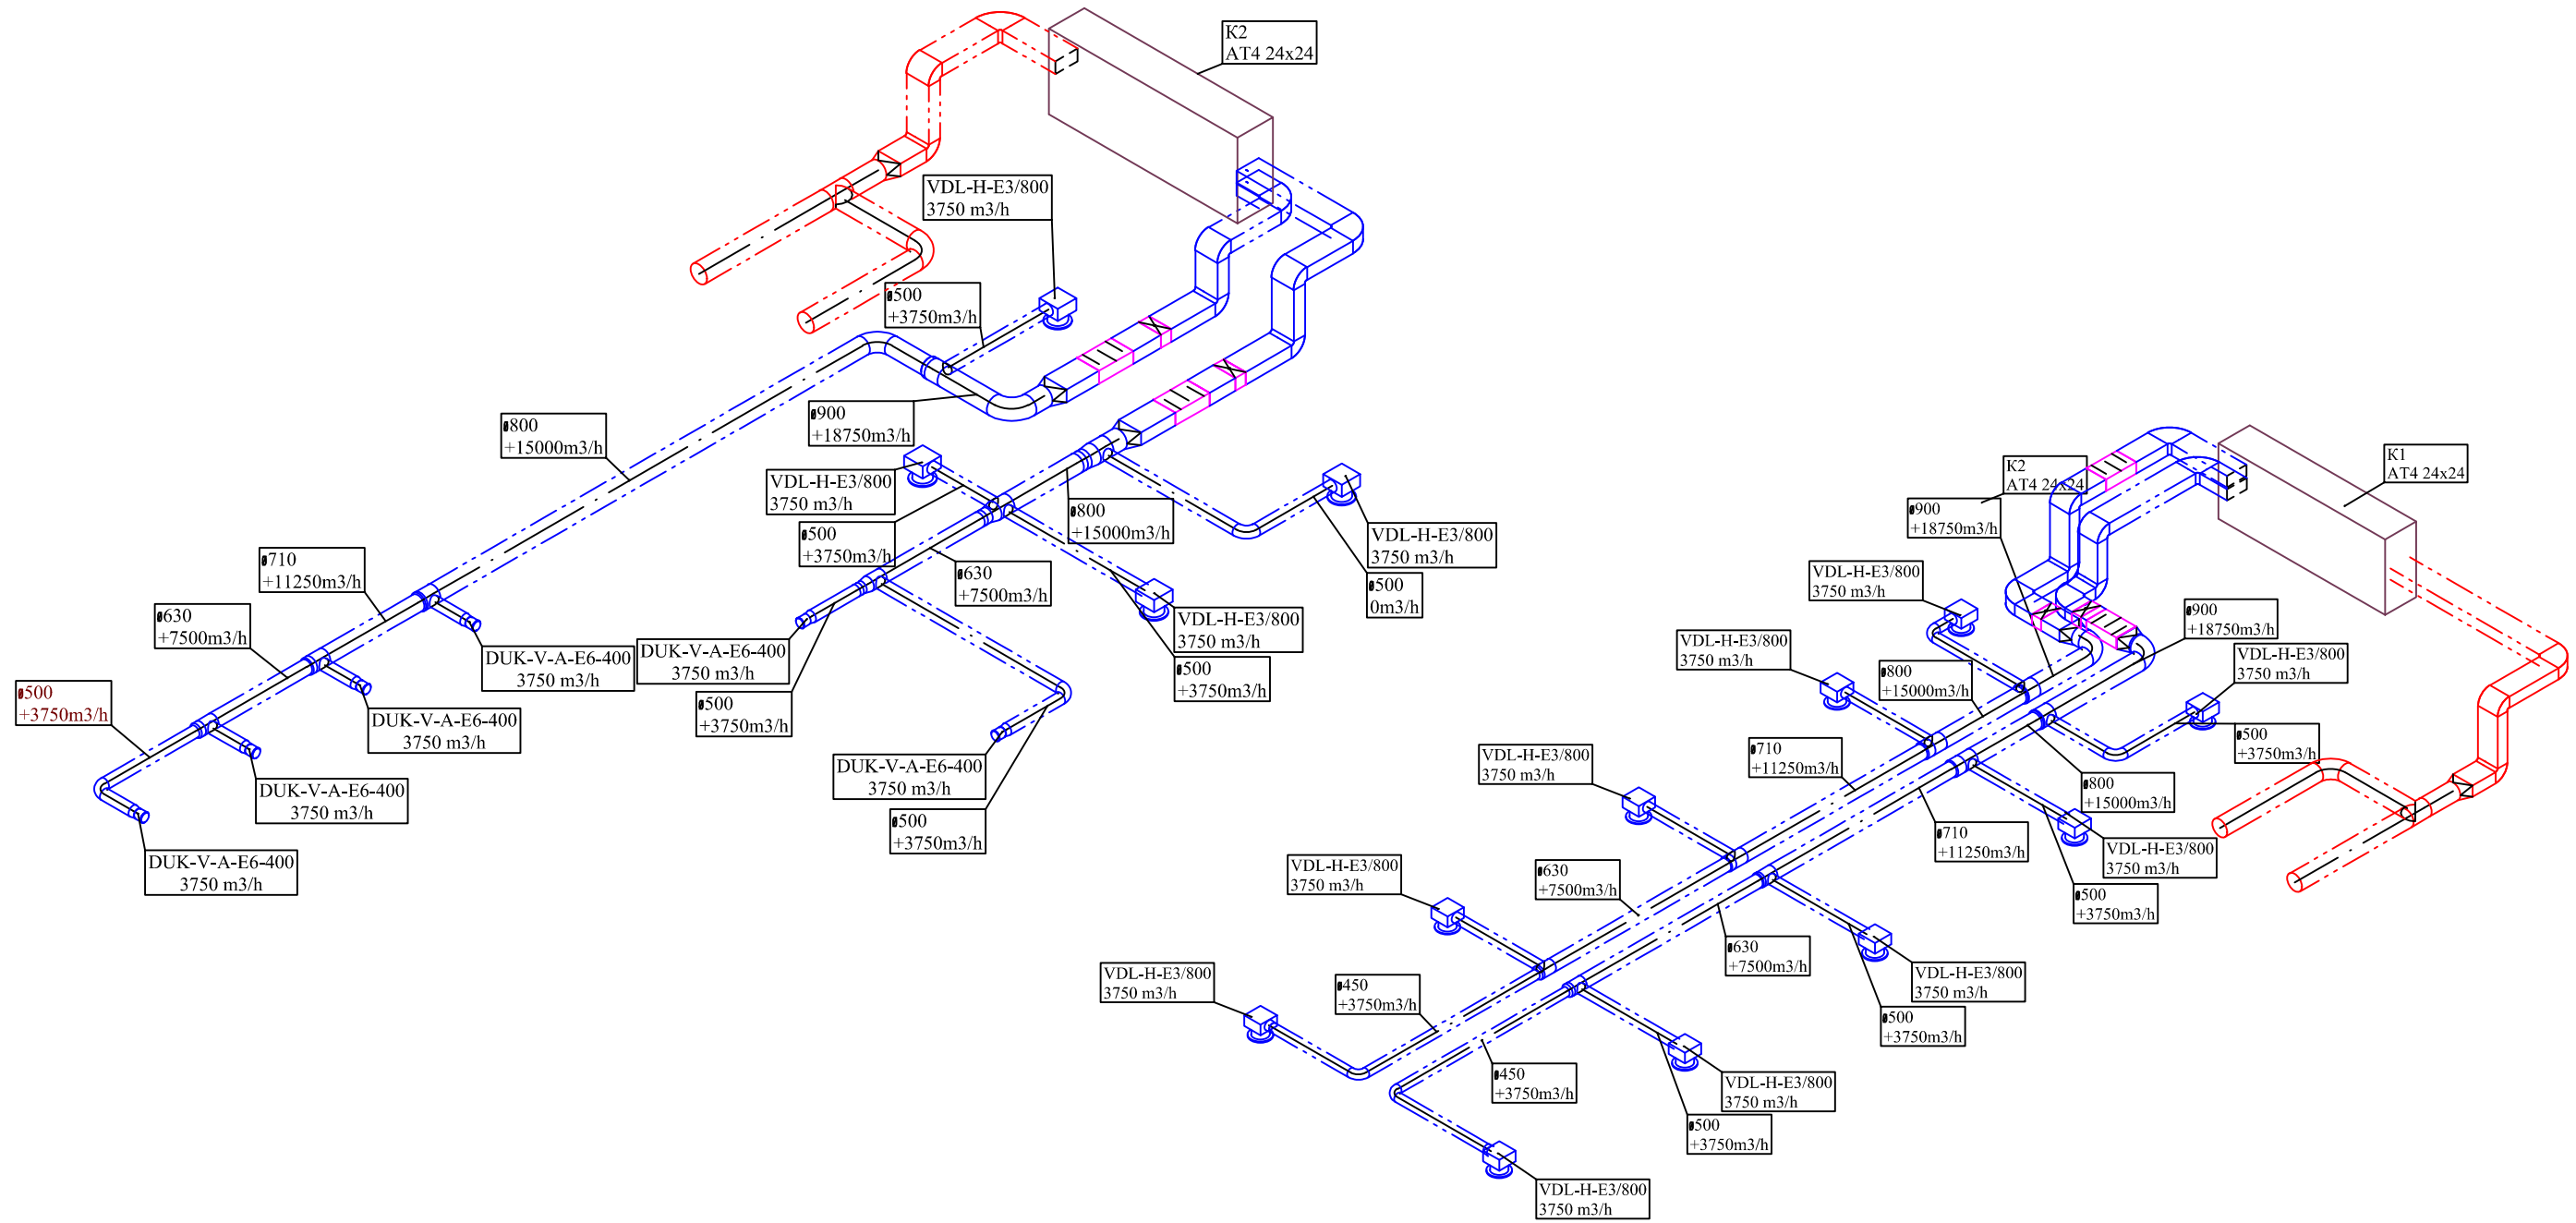 K2
AT4 24x24
VDL-H-E3/800
3750 m3/h
ø500
+3750m3/h
ø900
+18750m3/h
ø800
+15000m3/h
VDL-H-E3/800
3750 m3/h
ø500
+3750m3/h
ø800
+15000m3/h
VDL-H-E3/800
3750 m3/h
ø500
0m3/h
ø710
+11250m3/h
ø630
+7500m3/h
ø630
+7500m3/h
VDL-H-E3/800
3750 m3/h
ø500
+3750m3/h
DUK-V-A-E6-400
3750 m3/h
DUK-V-A-E6-400
3750 m3/h
ø500
+3750m3/h
ø500
+3750m3/h
DUK-V-A-E6-400
3750 m3/h
DUK-V-A-E6-400
3750 m3/h
DUK-V-A-E6-400
3750 m3/h
ø500
+3750m3/h
DUK-V-A-E6-400
3750 m3/h
K1
AT4 24x24
K2
AT4 24x24
ø900
+18750m3/h
VDL-H-E3/800
3750 m3/h
ø900
+18750m3/h
VDL-H-E3/800
3750 m3/h
VDL-H-E3/800
3750 m3/h
ø800
+15000m3/h
ø500
+3750m3/h
VDL-H-E3/800
3750 m3/h
ø710
+11250m3/h
ø800
+15000m3/h
ø710
+11250m3/h
VDL-H-E3/800
3750 m3/h
ø500
+3750m3/h
VDL-H-E3/800
3750 m3/h
ø630
+7500m3/h
ø630
+7500m3/h
VDL-H-E3/800
3750 m3/h
ø500
+3750m3/h
VDL-H-E3/800
3750 m3/h
ø450
+3750m3/h
ø450
+3750m3/h
VDL-H-E3/800
3750 m3/h
ø500
+3750m3/h
VDL-H-E3/800
3750 m3/h